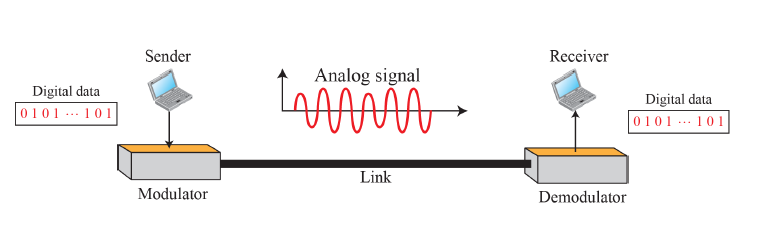 Sender
Receiver
Analog signal
Digital data
0 1 0 1 ··· 1 0 1
Digital data
0 1 0 1 ··· 1 0 1
Link
Modulator
Demodulator